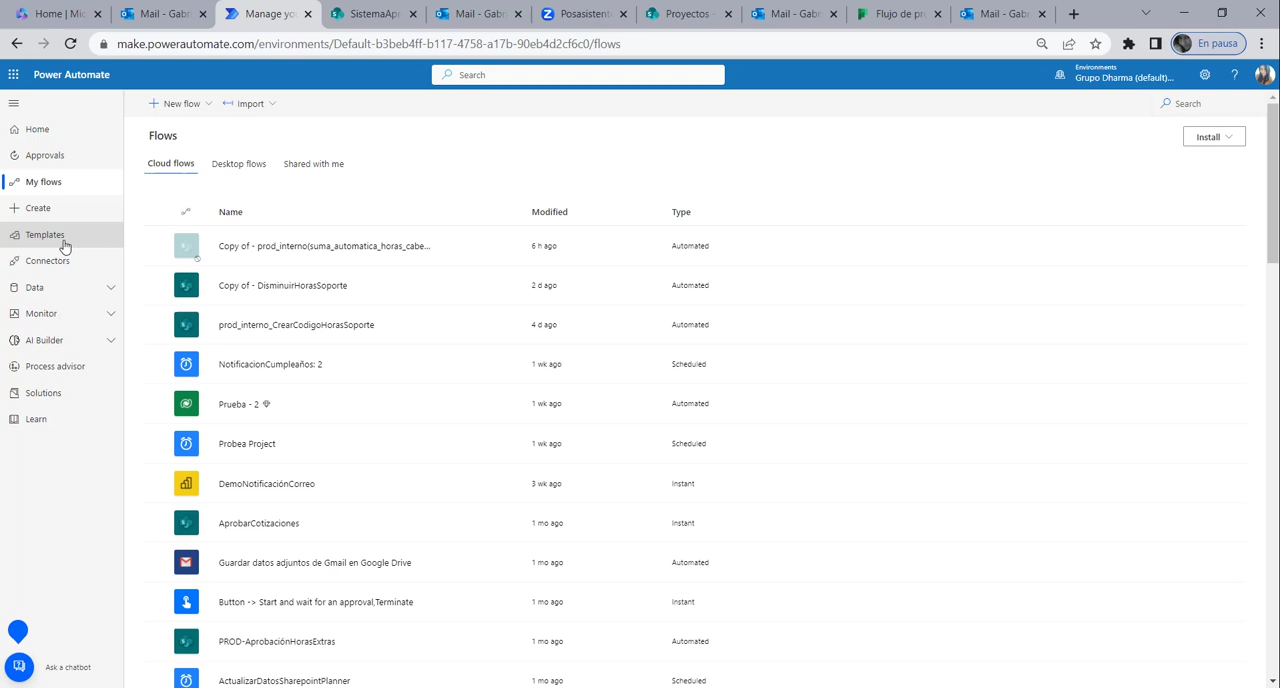 Home | Mic
Mail - Gabri
Manage you
SistemaApr
Mail - Gabri
Posasistent
Proyectos -
Mail - Gabri
Flujo de pr
Mail - Gabri
make.powerautomate.com/environments/Default-b3beb4ff-b117-4758-a17b-90eb4d2cf6c0/flows
En pausa
Power Automate
Search
Environments
Grupo Dharma (default)...
Home
Approvals
My flows
Create
Templates
Connectors
Data
Monitor
AI Builder
Process advisor
Solutions
Learn
Ask a chatbot
New flow
Import
Search
Flows
Install
Cloud flows Desktop flows Shared with me
Name Modified Type
Copy of - prod_interno(suma_automatica_horas_cabe... 6 h ago Automated
Copy of - DisminuirHorasSoporte 2 d ago Automated
prod_interno_CrearCodigoHorasSoporte 4 d ago Automated
NotificacionCumpleaños: 2 1 wk ago Scheduled
Prueba - 2 1 wk ago Automated
Probea Project 1 wk ago Scheduled
DemoNotificaciónCorreo 3 wk ago Instant
AprobarCotizaciones 1 mo ago Instant
Guardar datos adjuntos de Gmail en Google Drive 1 mo ago Automated
Button -> Start and wait for an approval,Terminate 1 mo ago Instant
PROD-AprobaciónHorasExtras 1 mo ago Automated
ActualizarDatosSharepointPlanner 1 mo ago Scheduled